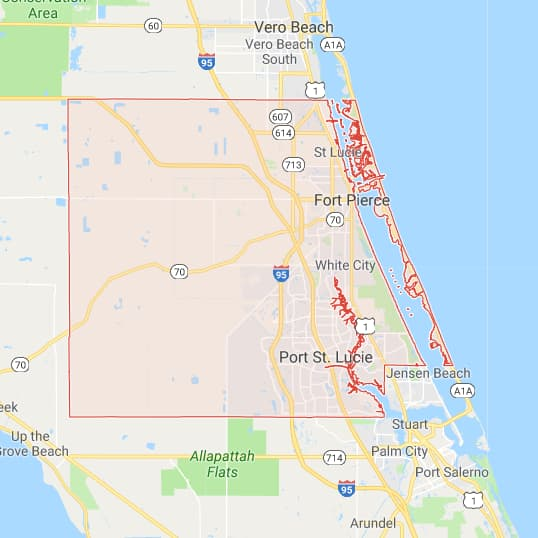 Conservation
Area
60
Vero Beach
A1A
Vero Beach
South
95
1
607
614
St Lucie
713
Fort Pierce
70
White City
70
95
1
Port St. Lucie
70
Jensen Beach
A1A
eek
Stuart
Up the
Grove Beach
Allapattah
Flats
714
Palm City
Port Salerno
95
1
Arundel